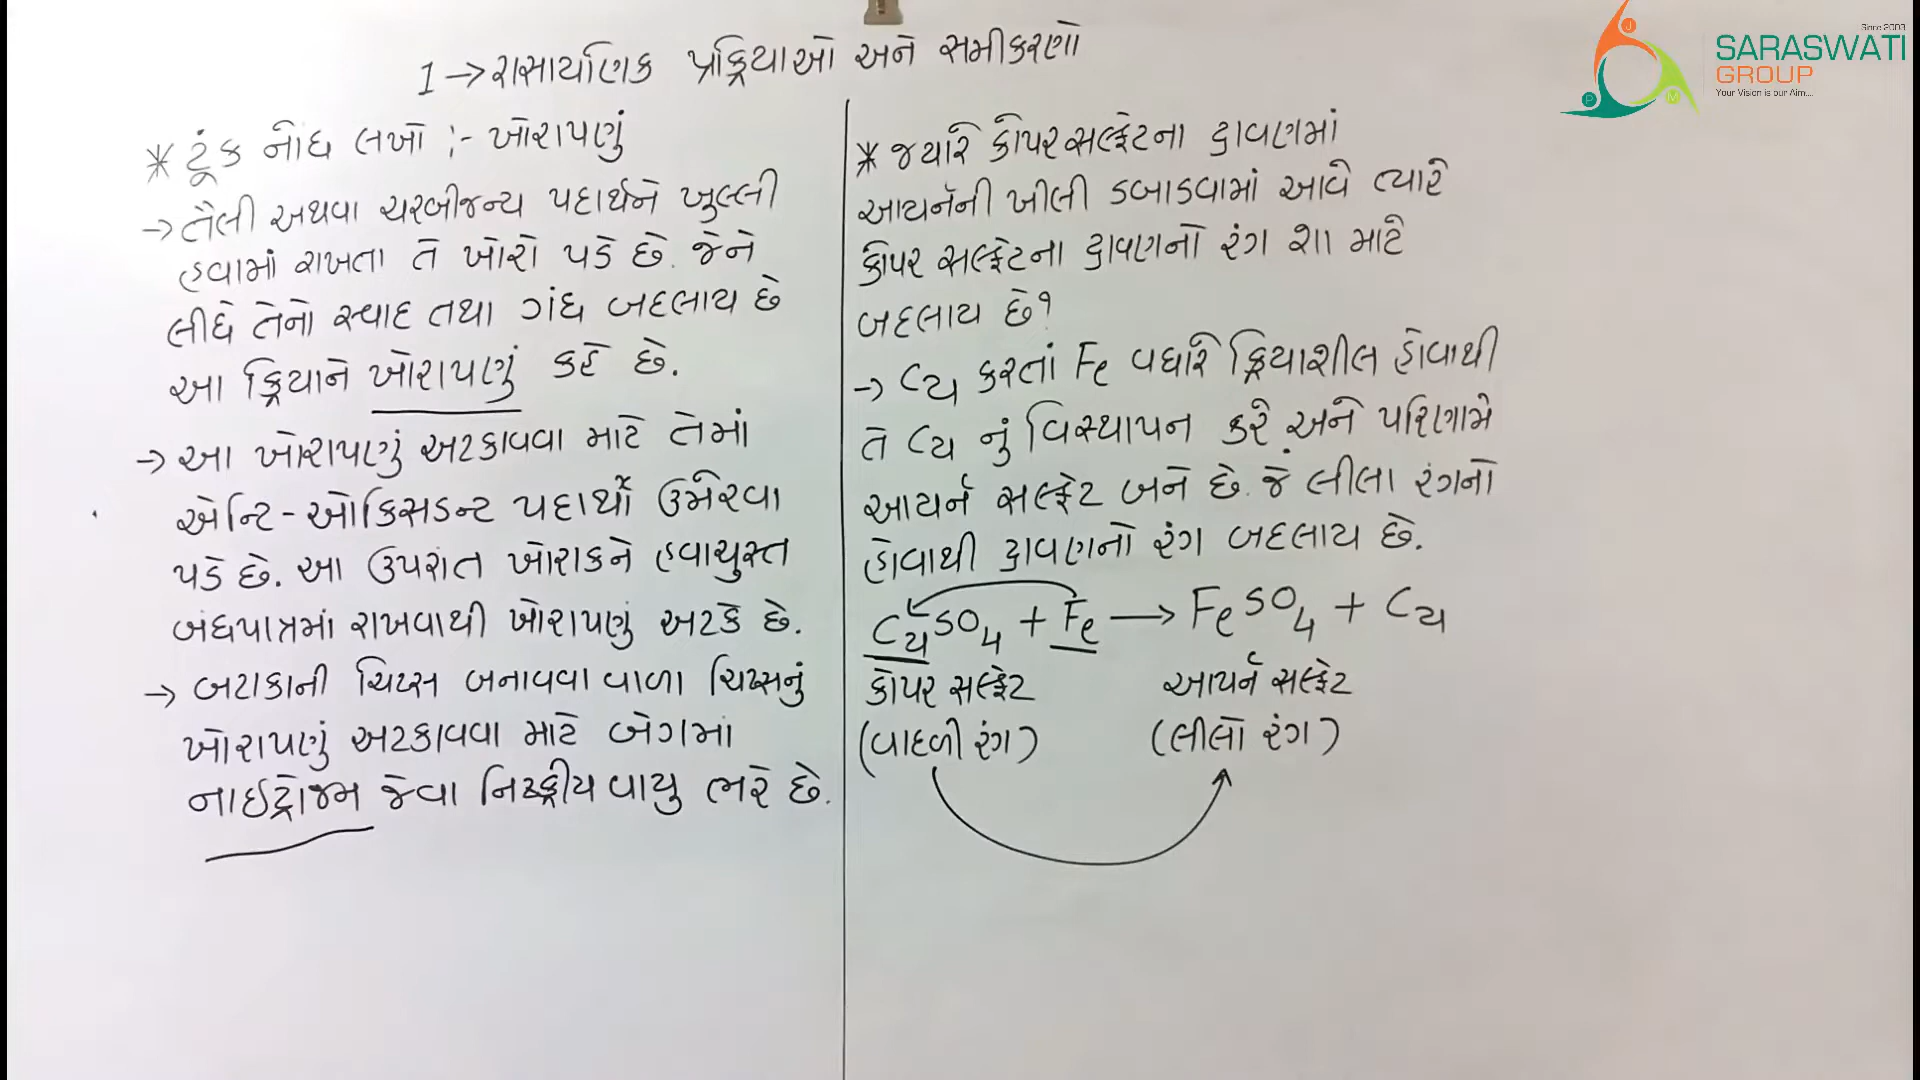 1 → રાસાયણિક પ્રક્રિયાઓ અને સમીકરણો
* ટૂંક નોંધ લખો :- ખોરાપણું
→ તૈલી અથવા ચરબીજન્ય પદાર્થને ખુલ્લી
હવામાં રાખતા તે ખોરો પડે છે. જેને
લીધે તેનો સ્વાદ તથા ગંધ બદલાય છે
આ ક્રિયાને ખોરાપણું કહે છે.
→ આ ખોરાપણું અટકાવવા માટે તેમાં
એન્ટિ-ઓક્સિડન્ટ પદાર્થો ઉમેરવા
પડે છે. આ ઉપરાંત ખોરાકને હવાચુસ્ત
બંધપાત્રમાં રાખવાથી ખોરાપણું અટકે છે.
→ બટાકાની ચિપ્સ બનાવવા વાળા ચિપ્સનું
ખોરાપણું અટકાવવા માટે બેગમાં
નાઈટ્રોજન જેવા નિષ્ક્રીય વાયુ ભરે છે.
* જ્યારે કોપર સલ્ફેટના દ્રાવણમાં
આયર્નની ખીલી ડબાડવામાં આવે ત્યારે
કોપર સલ્ફેટના દ્રાવણનો રંગ શા માટે
બદલાય છે?
→ Cu કરતાં Fe વધારે ક્રિયાશીલ હોવાથી
તે Cu નું વિસ્થાપન કરે અને પરિણામે
આયર્ન સલ્ફેટ બને છે. જે લીલા રંગનો
હોવાથી દ્રાવણનો રંગ બદલાય છે.
CuSO4 + Fe → FeSO4 + Cu
કોપર સલ્ફેટ આયર્ન સલ્ફેટ
(વાદળી રંગ) (લીલો રંગ)
Since 2003
SARASWATI
GROUP
Your Vision is our Aim....
J
P
M